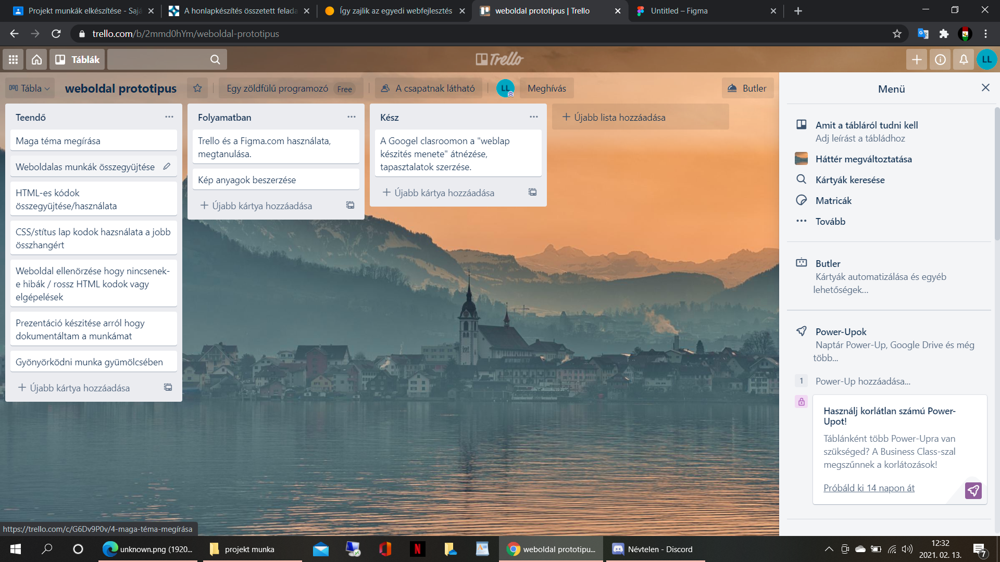 Projekt munkák elkészítése - Sajá
A honlapkészítés összetett felada
Így zajlik az egyedi webfejlesztés
weboldal prototipus | Trello
Untitled – Figma
trello.com/b/2mmd0hYm/weboldal-prototipus
Táblák
Trello
LL
Tábla
weboldal prototipus
Egy zöldfülű programozó Free
A csapatnak látható
LL
Meghívás
Butler
Teendő
Maga téma megírása
Weboldalas munkák összegyüjtése
HTML-es kódok
összegyüjtése/használata
CSS/stítus lap kodok hazsnálata a jobb
összhangért
Weboldal ellenörzése hogy nincsenek-
e hibák / rossz HTML kodok vagy
elgépelések
Prezentáció készitése arról hogy
dokumentáltam a munkámat
Gyönyörködni munka gyümölcsében
Újabb kártya hozzáadása
Folyamatban
Trello és a Figma.com használata,
megtanulása.
Kép anyagok beszerzése
Újabb kártya hozzáadása
Kész
A Googel clasroomon a "weblap
készités menete" átnézése,
tapasztalatok szerzése.
Újabb kártya hozzáadása
Újabb lista hozzáadása
Menü
Amit a tábláról tudni kell
Adj leírást a tábládhoz
Háttér megváltoztatása
Kártyák keresése
Matricák
Tovább
Butler
Kártyák automatizálása és egyéb
lehetőségek...
Power-Upok
Naptár Power-Up, Google Drive és még
több...
1 Power-Up hozzáadása...
Használj korlátlan számú Power-
Upot!
Táblánként több Power-Upra van
szükséged? A Business Class-szal
megszűnnek a korlátozások!
Próbáld ki 14 napon át
https://trello.com/c/G6Dv9P0v/4-maga-téma-megírása
unknown.png (1920...
projekt munka
N
weboldal prototipu...
Névtelen - Discord
12:32
2021. 02. 13.
7